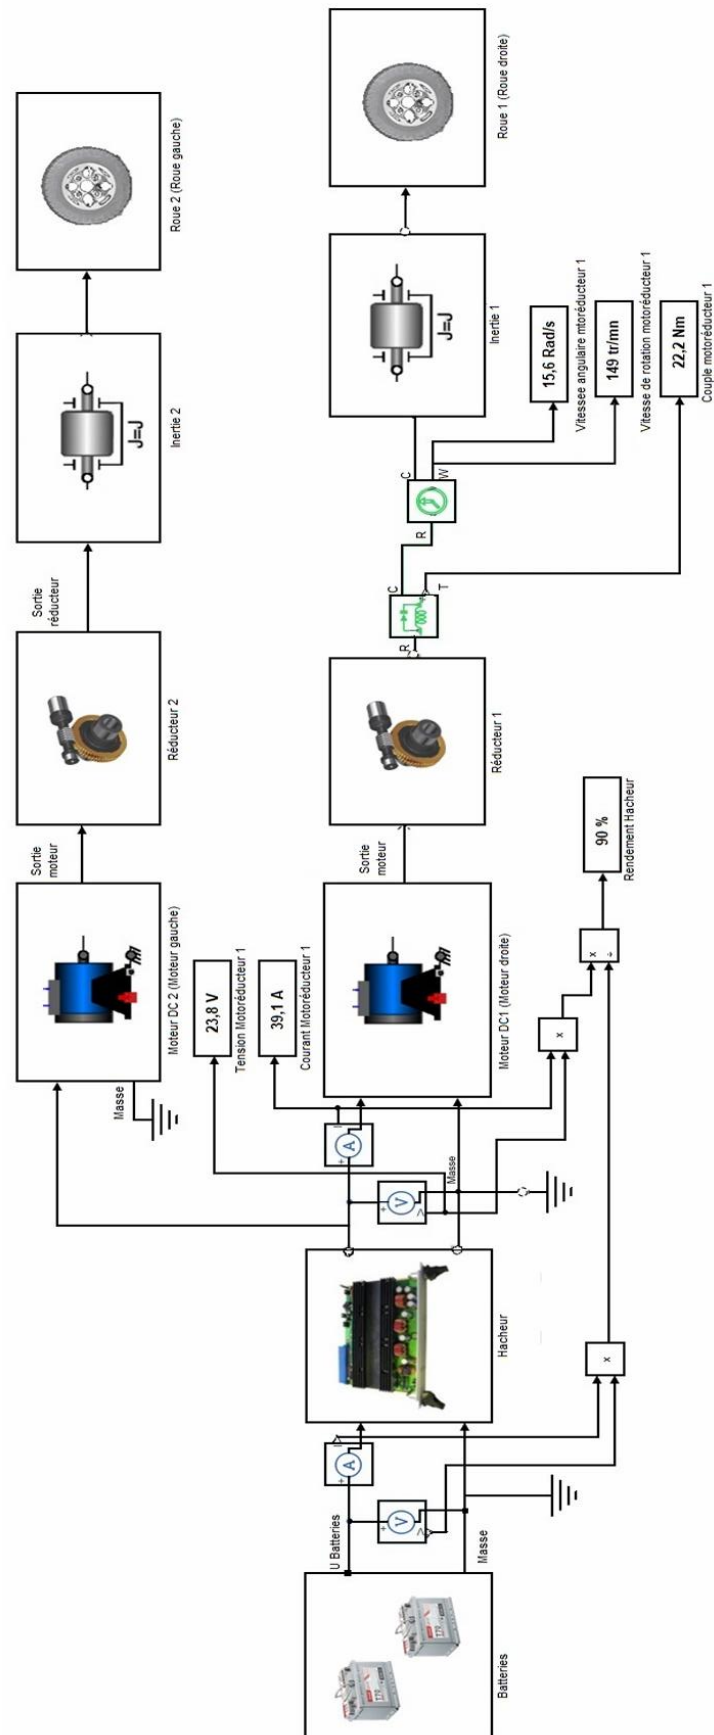 Roue 2 (Roue gauche)
Inertie 2
J=J
Sortie
réducteur
Réducteur 2
Sortie
moteur
Moteur DC 2 (Moteur gauche)
Masse
23,8 V
Tension Motoréducteur 1
39,1 A
Courant Motoréducteur 1
Roue 1 (Roue droite)
Inertie 1
J=J
15,6 Rad/s
Vitessee angulaire mtoréducteur 1
149 tr/mn
Vitesse de rotation motoréducteur 1
22,2 Nm
Couple motoréducteur 1
C
W
R
C
T
R
Réducteur 1
Sortie
moteur
Moteur DC1 (Moteur droite)
90 %
Rendement Hacheur
x
÷
x
A
+
I
V
+
Masse
Hacheur
x
A
+
I
V
+
U Batteries
Masse
Batteries